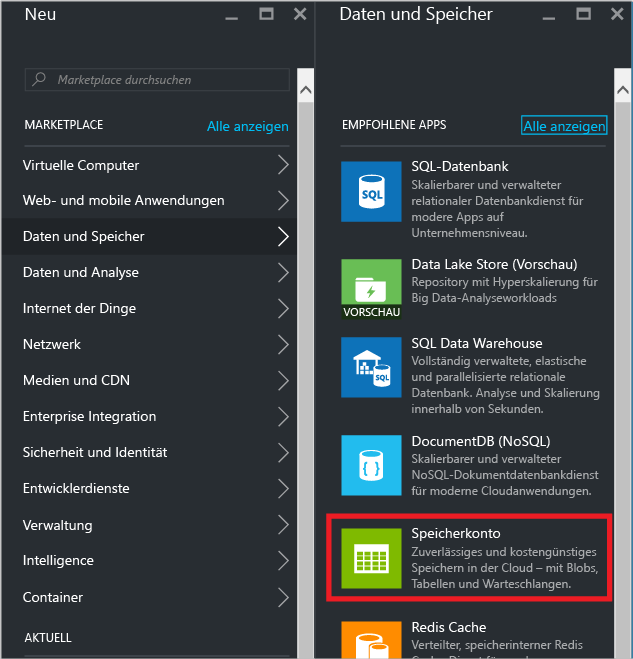 Neu
Marketplace durchsuchen
MARKETPLACE
Alle anzeigen
Virtuelle Computer
Web- und mobile Anwendungen
Daten und Speicher
Daten und Analyse
Internet der Dinge
Netzwerk
Medien und CDN
Enterprise Integration
Sicherheit und Identität
Entwicklerdienste
Verwaltung
Intelligence
Container
AKTUELL
Daten und Speicher
EMPFOHLENE APPS
Alle anzeigen
SQL
SQL-Datenbank
Skalierbarer und verwalteter
relationaler Datenbankdienst für
modere Apps auf
Unternehmensniveau.
VORSCHAU
Data Lake Store (Vorschau)
Repository mit Hyperskalierung für
Big Data-Analyseworkloads
SQL
SQL Data Warehouse
Vollständig verwaltete, elastische
und parallelisierte relationale
Datenbank. Analyse und Skalierung
innerhalb von Sekunden.
DocumentDB (NoSQL)
Skalierbarer und verwalteter
NoSQL-Dokumentdatenbankdienst
für moderne Cloudanwendungen.
Speicherkonto
Zuverlässiges und kostengünstiges
Speichern in der Cloud – mit Blobs,
Tabellen und Warteschlangen.
Redis Cache
Verteilter, speicherinterner Redis